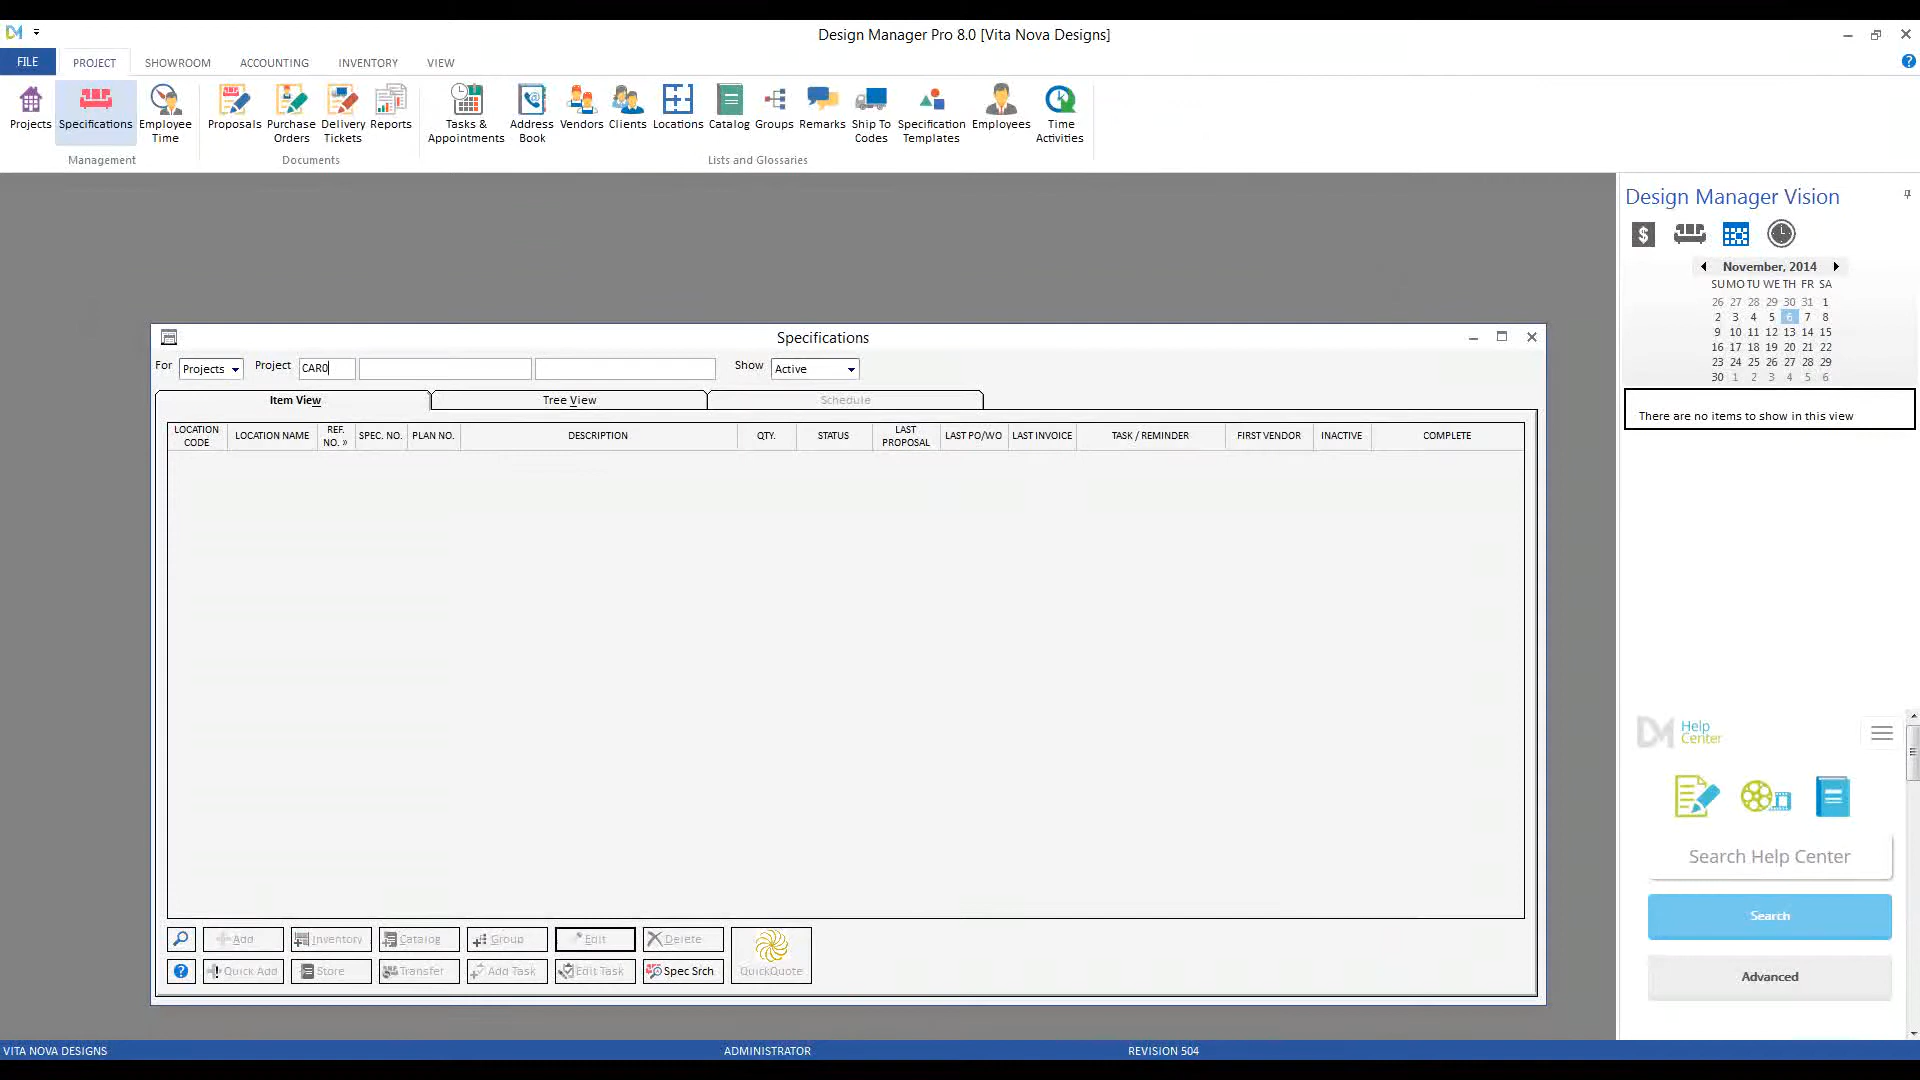 Design Manager Pro 8.0 [Vita Nova Designs]
FILE PROJECT SHOWROOM ACCOUNTING INVENTORY VIEW
Projects Specifications Employee Time Proposals Purchase Orders Delivery Tickets Reports Tasks & Appointments Address Book Vendors Clients Locations Catalog Groups Remarks Ship To Codes Specification Templates Employees Time Activities
Management Documents Lists and Glossaries
Design Manager Vision
November, 2014
SU MO TU WE TH FR SA
26 27 28 29 30 31 1
2 3 4 5 6 7 8
9 10 11 12 13 14 15
16 17 18 19 20 21 22
23 24 25 26 27 28 29
30 1 2 3 4 5 6
There are no items to show in this view
Specifications
For Projects Project CARO Show Active
Item View Tree View Schedule
LOCATION CODE LOCATION NAME REF. NO. » SPEC. NO. PLAN NO. DESCRIPTION QTY. STATUS LAST PROPOSAL LAST PO/WO LAST INVOICE TASK / REMINDER FIRST VENDOR INACTIVE COMPLETE
Add Inventory Catalog Group Edit Delete
Quick Add Store Transfer Add Task Edit Task Spec Srch QuickQuote
DM Help Center
Search Help Center
Search
Advanced
VITA NOVA DESIGNS ADMINISTRATOR REVISION 504